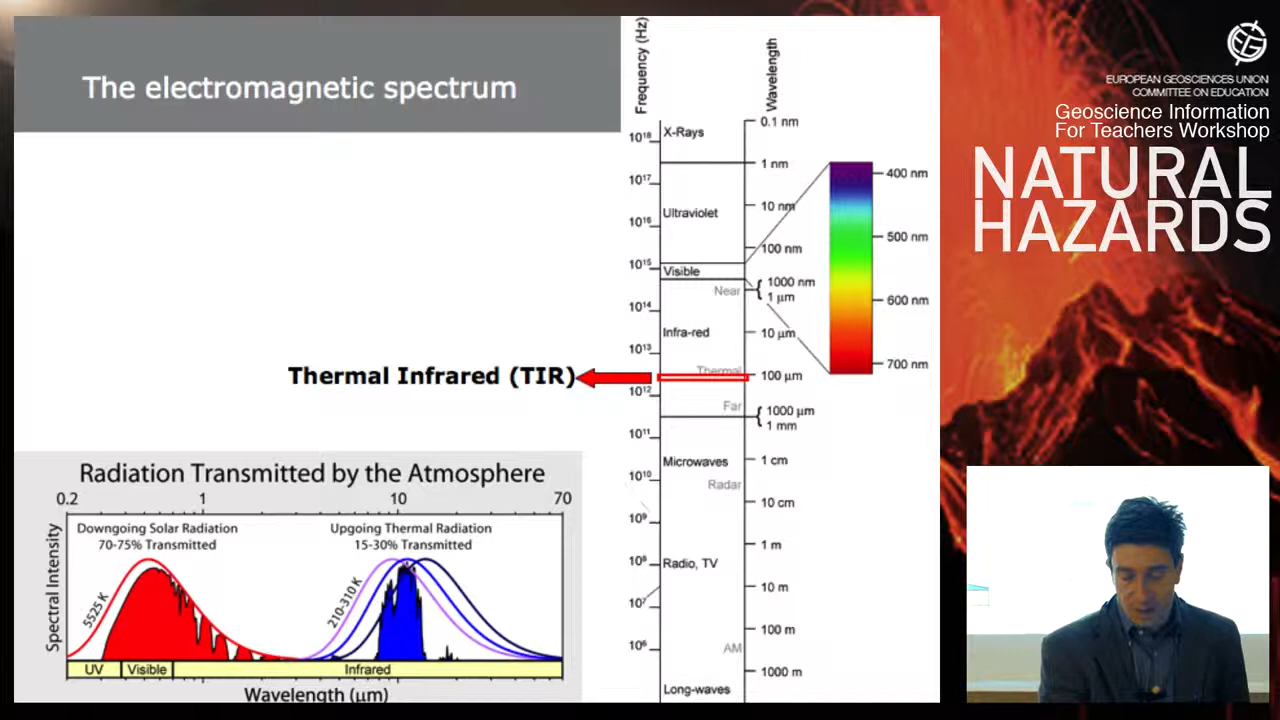 The electromagnetic spectrum
Frequency (Hz)
Wavelength
10¹⁸
X-Rays
0.1 nm
1 nm
10¹⁷
Ultraviolet
10 nm
10¹⁶
100 nm
10¹⁵
Visible
Near
1000 nm
1 µm
10¹⁴
Infra-red
10 µm
10¹³
Thermal
100 µm
10¹²
Far
1000 µm
1 mm
10¹¹
Microwaves
1 cm
10¹⁰
Radar
10 cm
10⁹
1 m
10⁸
Radio, TV
10 m
10⁷
100 m
10⁶
AM
1000 m
Long-waves
400 nm
500 nm
600 nm
700 nm
Thermal Infrared (TIR)
Radiation Transmitted by the Atmosphere
0.2 1 10 70
Downgoing Solar Radiation
70-75% Transmitted
Upgoing Thermal Radiation
15-30% Transmitted
Spectral Intensity
5525 K
210-310 K
UV Visible Infrared
Wavelength (µm)
EUROPEAN GEOSCIENCES UNION
COMMITTEE ON EDUCATION
Geoscience Information
For Teachers Workshop
NATURAL
HAZARDS